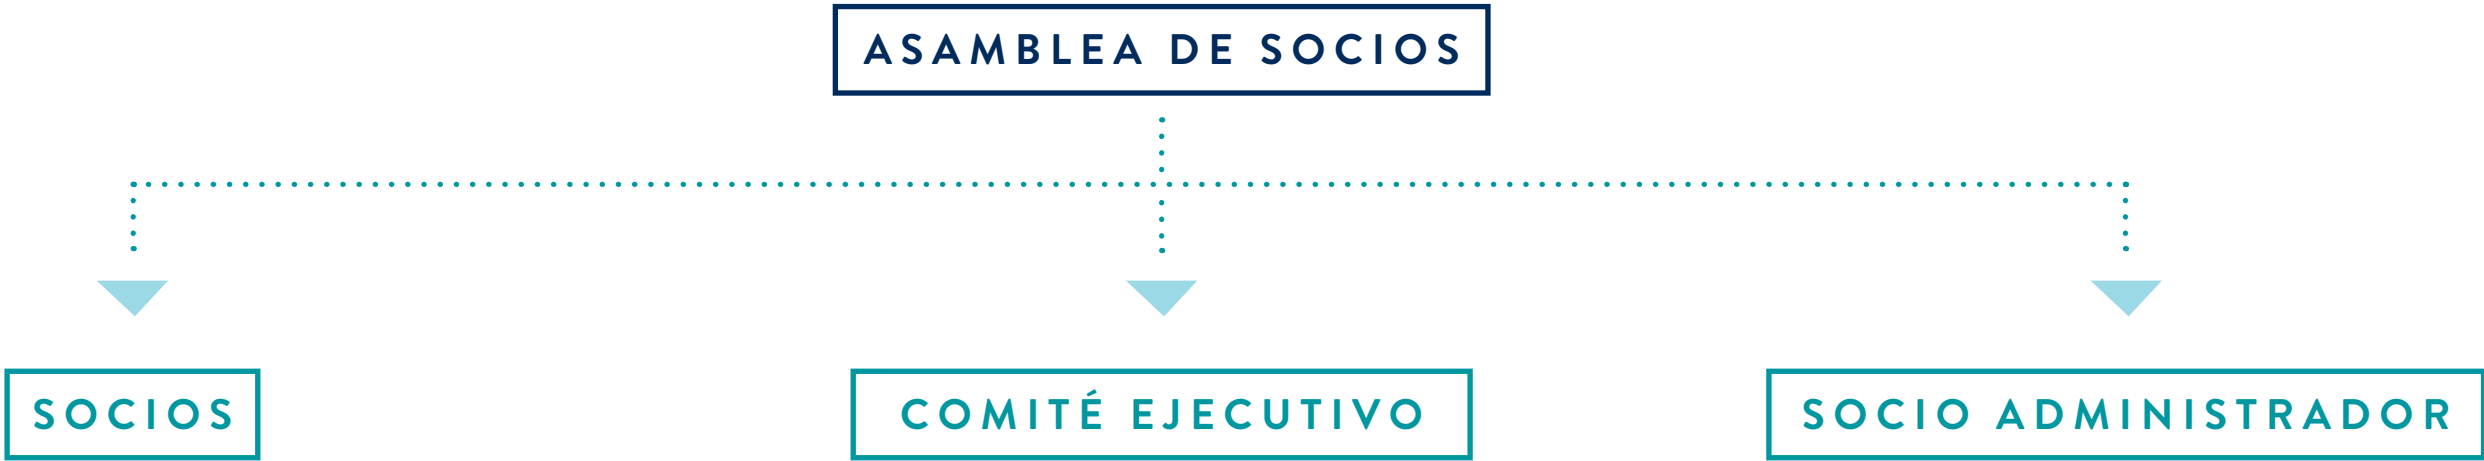 ASAMBLEA DE SOCIOS
SOCIOS
COMITÉ EJECUTIVO
SOCIO ADMINISTRADOR